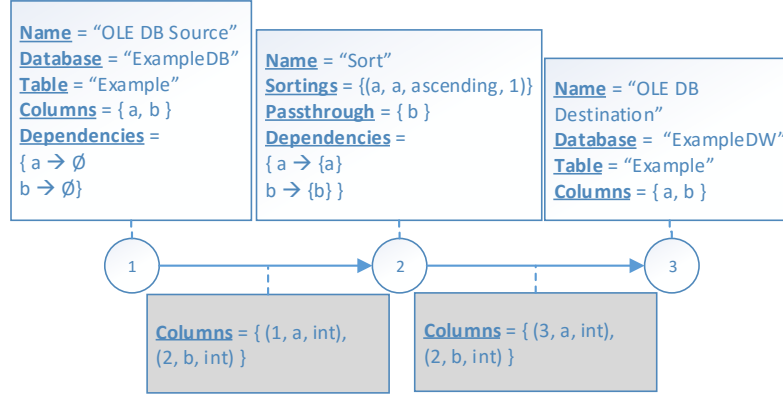 Name = “OLE DB Source”
Database = “ExampleDB”
Table = “Example”
Columns = { a, b }
Dependencies =
{ a → Ø
b → Ø}
Name = “Sort”
Sortings = {(a, a, ascending, 1)}
Passthrough = { b }
Dependencies =
{ a → {a}
b → {b} }
Name = “OLE DB
Destination”
Database =  “ExampleDW”
Table = “Example”
Columns = { a, b }
1
2
3
Columns = { (1, a, int),
(2, b, int) }
Columns = { (3, a, int),
(2, b, int) }